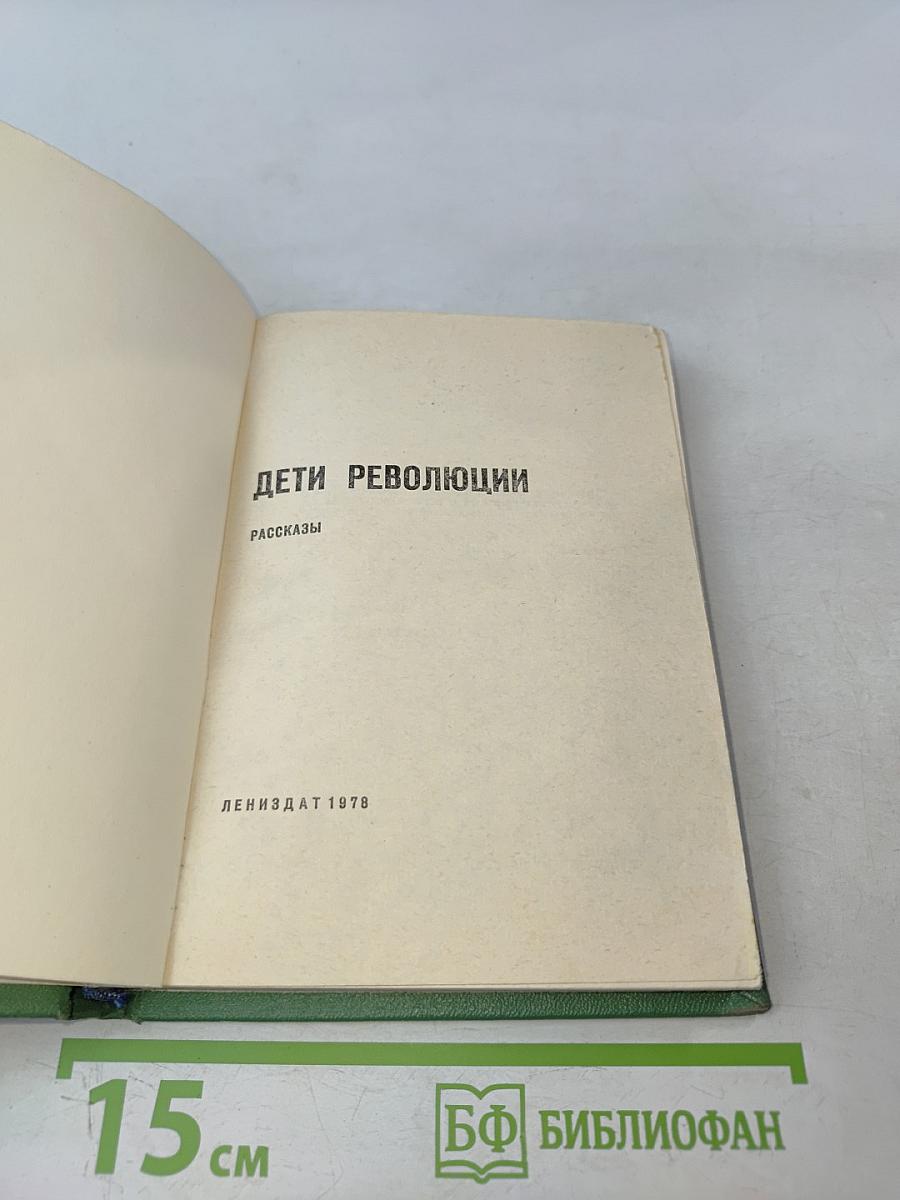 ДЕТИ РЕВОЛЮЦИИ
РАССКАЗЫ
ЛЕНИЗДАТ 1978
15 см
БФ БИБЛИОФАН